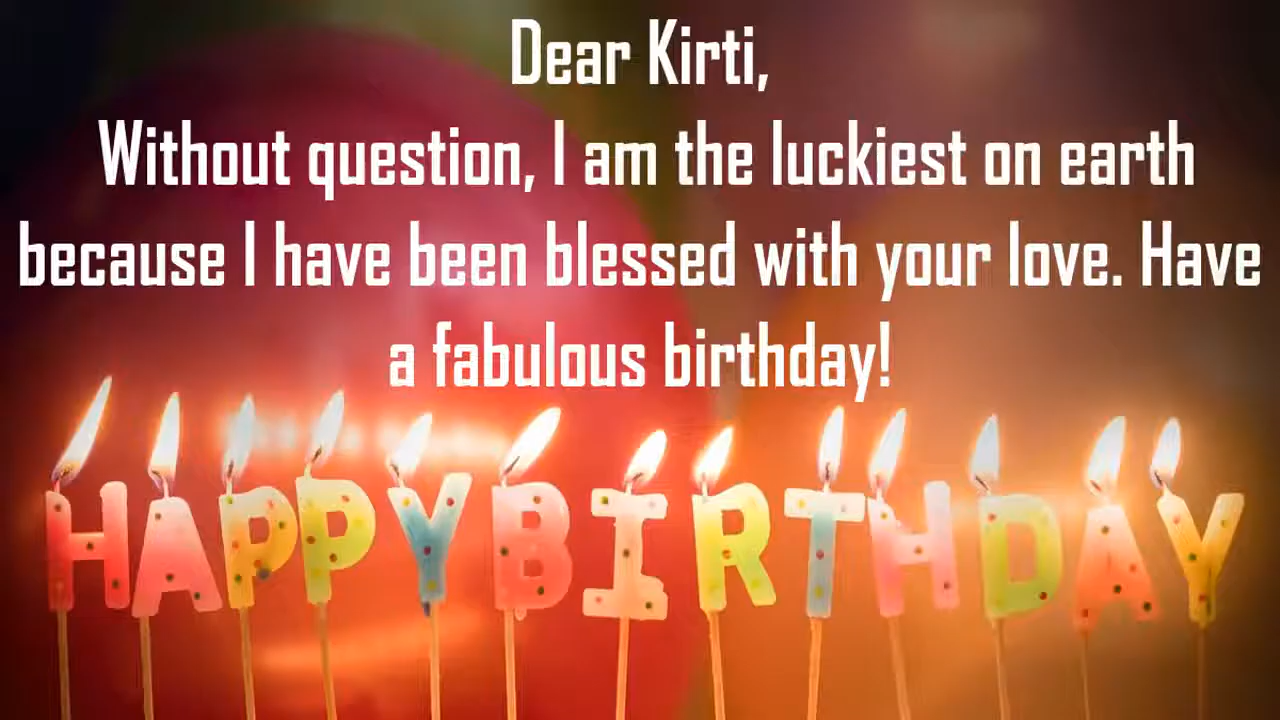 Dear Kirti,
Without question, I am the luckiest on earth
because I have been blessed with your love. Have
a fabulous birthday!
HAPPY BIRTHDAY